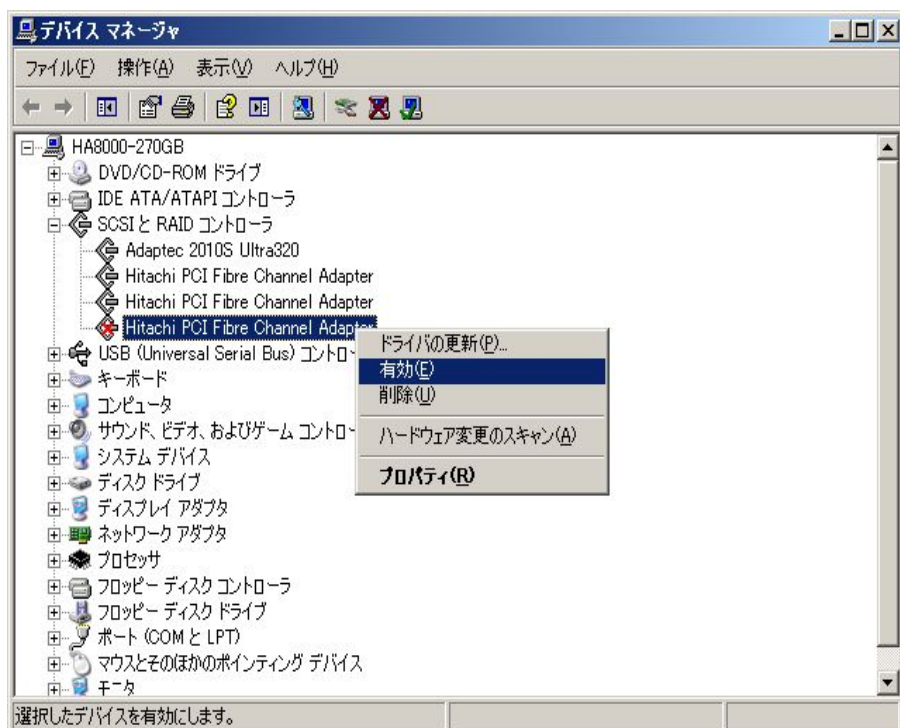 デバイス マネージャ
ファイル(F) 操作(A) 表示(V) ヘルプ(H)
HA8000-270GB
DVD/CD-ROM ドライブ
IDE ATA/ATAPI コントローラ
SCSI と RAID コントローラ
Adaptec 2010S Ultra320
Hitachi PCI Fibre Channel Adapter
Hitachi PCI Fibre Channel Adapter
Hitachi PCI Fibre Channel Adapter
ドライバの更新(P)...
USB (Universal Serial Bus) コントロー
有効(E)
キーボード
削除(U)
コンピュータ
サウンド、ビデオ、およびゲーム コントロー
ハードウェア変更のスキャン(A)
システム デバイス
ディスク ドライブ
プロパティ(R)
ディスプレイ アダプタ
ネットワーク アダプタ
プロセッサ
フロッピー ディスク コントローラ
フロッピー ディスク ドライブ
ポート (COM と LPT)
マウスとそのほかのポインティング デバイス
モニタ
選択したデバイスを有効にします。